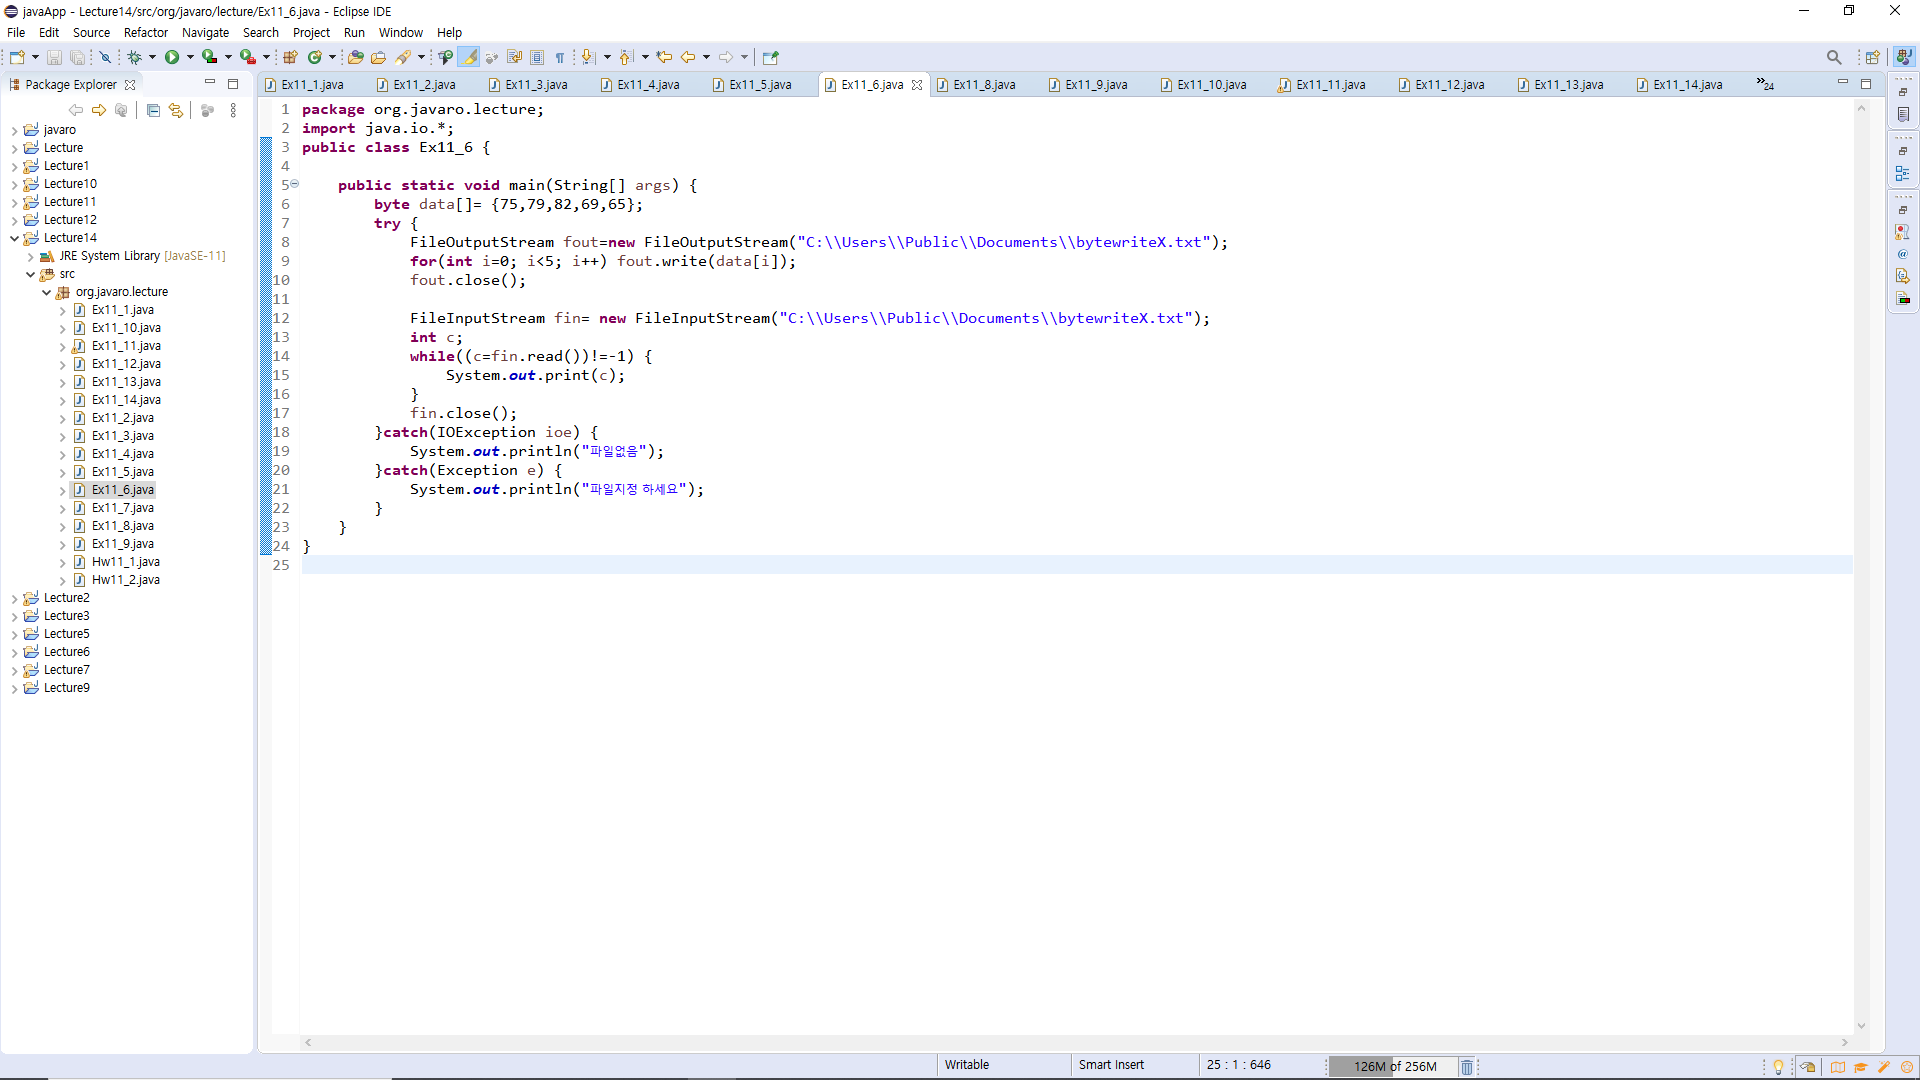 javaApp - Lecture14/src/org/javaro/lecture/Ex11_6.java - Eclipse IDE
File Edit Source Refactor Navigate Search Project Run Window Help
Package Explorer
javaro
Lecture
Lecture1
Lecture10
Lecture11
Lecture12
Lecture14
JRE System Library [JavaSE-11]
src
org.javaro.lecture
Ex11_1.java
Ex11_10.java
Ex11_11.java
Ex11_12.java
Ex11_13.java
Ex11_14.java
Ex11_2.java
Ex11_3.java
Ex11_4.java
Ex11_5.java
Ex11_6.java
Ex11_7.java
Ex11_8.java
Ex11_9.java
Hw11_1.java
Hw11_2.java
Lecture2
Lecture3
Lecture5
Lecture6
Lecture7
Lecture9
Ex11_1.java Ex11_2.java Ex11_3.java Ex11_4.java Ex11_5.java Ex11_6.java Ex11_8.java Ex11_9.java Ex11_10.java Ex11_11.java Ex11_12.java Ex11_13.java Ex11_14.java »24
1 package org.javaro.lecture;
2 import java.io.*;
3 public class Ex11_6 {
4
5     public static void main(String[] args) {
6         byte data[]= {75,79,82,69,65};
7         try {
8             FileOutputStream fout=new FileOutputStream("C:\\Users\\Public\\Documents\\bytewriteX.txt");
9             for(int i=0; i<5; i++) fout.write(data[i]);
10             fout.close();
11
12             FileInputStream fin= new FileInputStream("C:\\Users\\Public\\Documents\\bytewriteX.txt");
13             int c;
14             while((c=fin.read())!=-1) {
15                 System.out.print(c);
16             }
17             fin.close();
18         }catch(IOException ioe) {
19             System.out.println("파일없음");
20         }catch(Exception e) {
21             System.out.println("파일지정 하세요");
22         }
23     }
24 }
25
Writable Smart Insert 25 : 1 : 646 126M of 256M